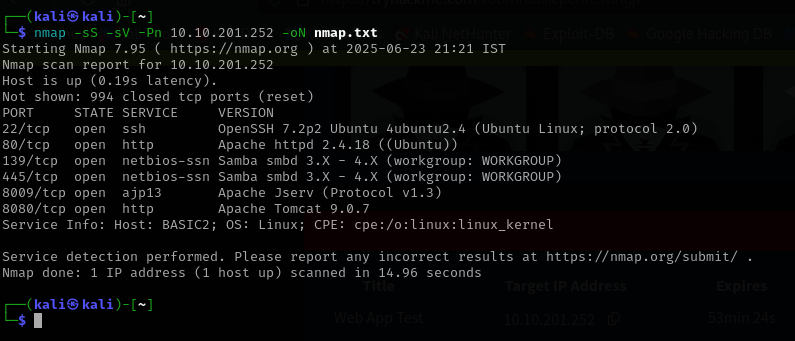 Kali NetHunter Exploit-DB Google Hacking DB
┌──(kali㉿kali)-[~]
└─$ nmap -sS -sV -Pn 10.10.201.252 -oN nmap.txt
Starting Nmap 7.95 ( https://nmap.org ) at 2025-06-23 21:21 IST
Nmap scan report for 10.10.201.252
Host is up (0.19s latency).
Not shown: 994 closed tcp ports (reset)
PORT     STATE SERVICE     VERSION
22/tcp   open  ssh         OpenSSH 7.2p2 Ubuntu 4ubuntu2.4 (Ubuntu Linux; protocol 2.0)
80/tcp   open  http        Apache httpd 2.4.18 ((Ubuntu))
139/tcp  open  netbios-ssn Samba smbd 3.X - 4.X (workgroup: WORKGROUP)
445/tcp  open  netbios-ssn Samba smbd 3.X - 4.X (workgroup: WORKGROUP)
8009/tcp open  ajp13       Apache Jserv (Protocol v1.3)
8080/tcp open  http        Apache Tomcat 9.0.7
Service Info: Host: BASIC2; OS: Linux; CPE: cpe:/o:linux:linux_kernel
Service detection performed. Please report any incorrect results at https://nmap.org/submit/ .
Nmap done: 1 IP address (1 host up) scanned in 14.96 seconds
Title Target IP Address Expires
┌──(kali㉿kali)-[~]
└─$
Web App Test 10.10.201.252 53min 24s